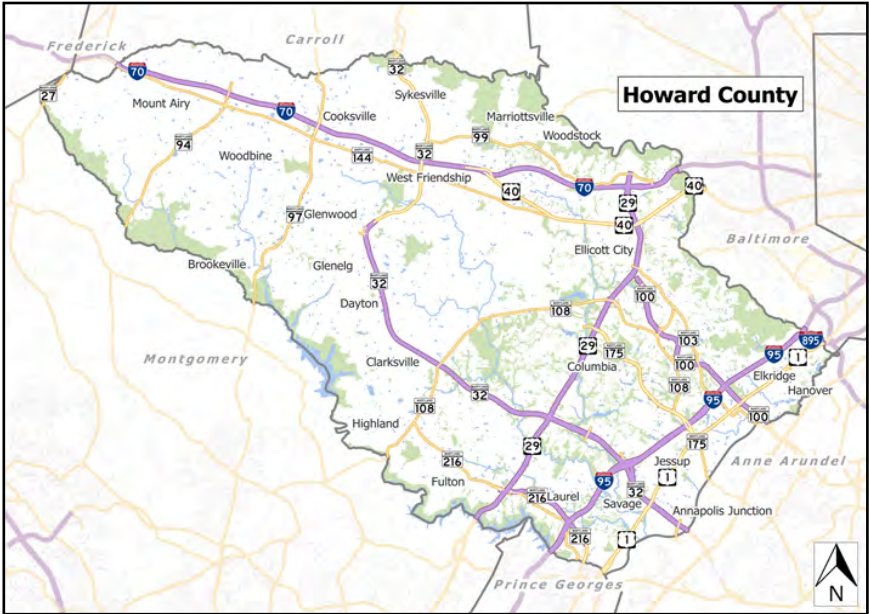 Frederick
Carroll
70
32
27
Mount Airy
70
Sykesville
Howard County
Cooksville
Marriottsville
94
99
Woodstock
Woodbine
144
32
West Friendship
40
70
40
29
97
Glenwood
40
Baltimore
Ellicott City
Brookeville
Glenelg
32
100
Dayton
108
103
895
29
175
95
1
Montgomery
Clarksville
Columbia
100
Elkridge
108
Hanover
32
95
108
100
Highland
29
175
216
Jessup
Anne Arundel
Fulton
95
1
216
Laurel
32
Savage
Annapolis Junction
216
1
Prince Georges
N